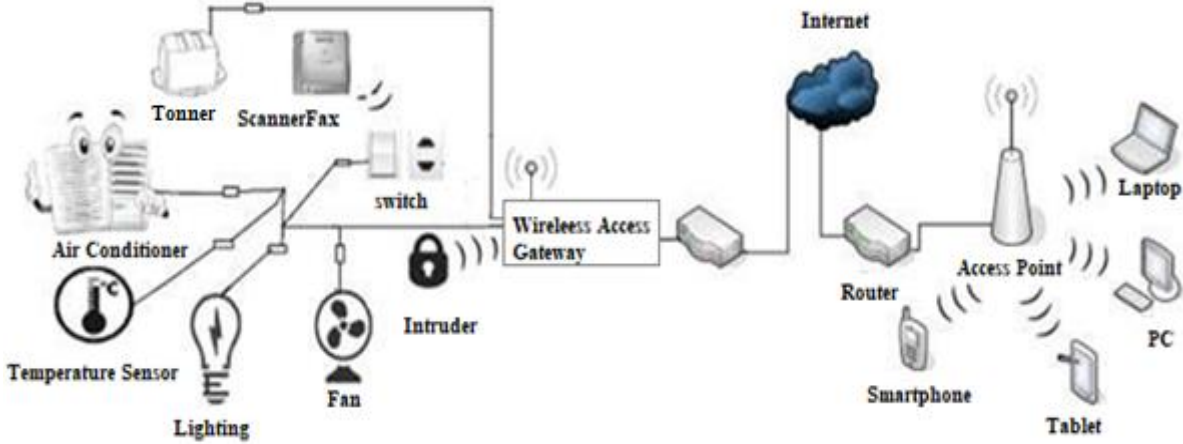 Internet
Tonner
ScannerFax
switch
Air Conditioner
Wireless Access
Gateway
Laptop
Access Point
Router
Intruder
PC
°C
Temperature Sensor
Smartphone
Fan
Tablet
Lighting